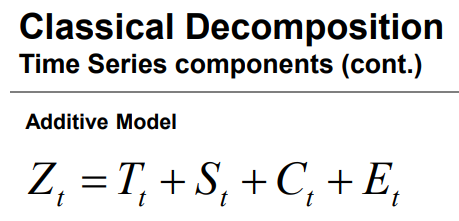 Classical Decomposition
Time Series components (cont.)
Additive Model
Zₜ = Tₜ + Sₜ + Cₜ + Eₜ